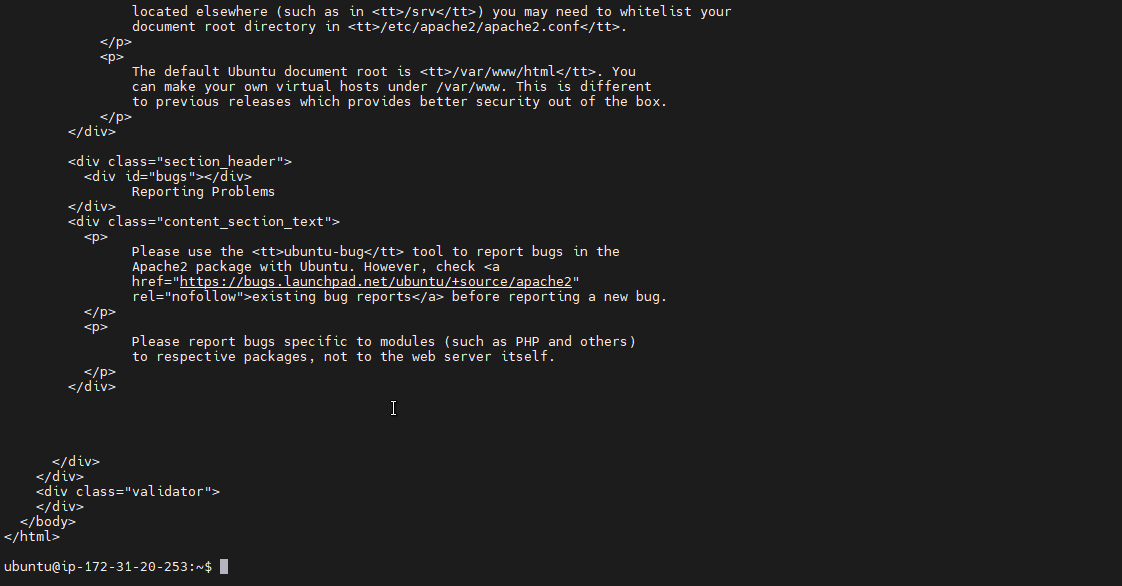 located elsewhere (such as in <tt>/srv</tt>) you may need to whitelist your
document root directory in <tt>/etc/apache2/apache2.conf</tt>.
</p>
<p>
The default Ubuntu document root is <tt>/var/www/html</tt>. You
can make your own virtual hosts under /var/www. This is different
to previous releases which provides better security out of the box.
</p>
</div>
<div class="section_header">
<div id="bugs"></div>
Reporting Problems
</div>
<div class="content_section_text">
<p>
Please use the <tt>ubuntu-bug</tt> tool to report bugs in the
Apache2 package with Ubuntu. However, check <a
href="https://bugs.launchpad.net/ubuntu/+source/apache2"
rel="nofollow">existing bug reports</a> before reporting a new bug.
</p>
<p>
Please report bugs specific to modules (such as PHP and others)
to respective packages, not to the web server itself.
</p>
</div>
</div>
</div>
<div class="validator">
</div>
</body>
</html>
ubuntu@ip-172-31-20-253:~$